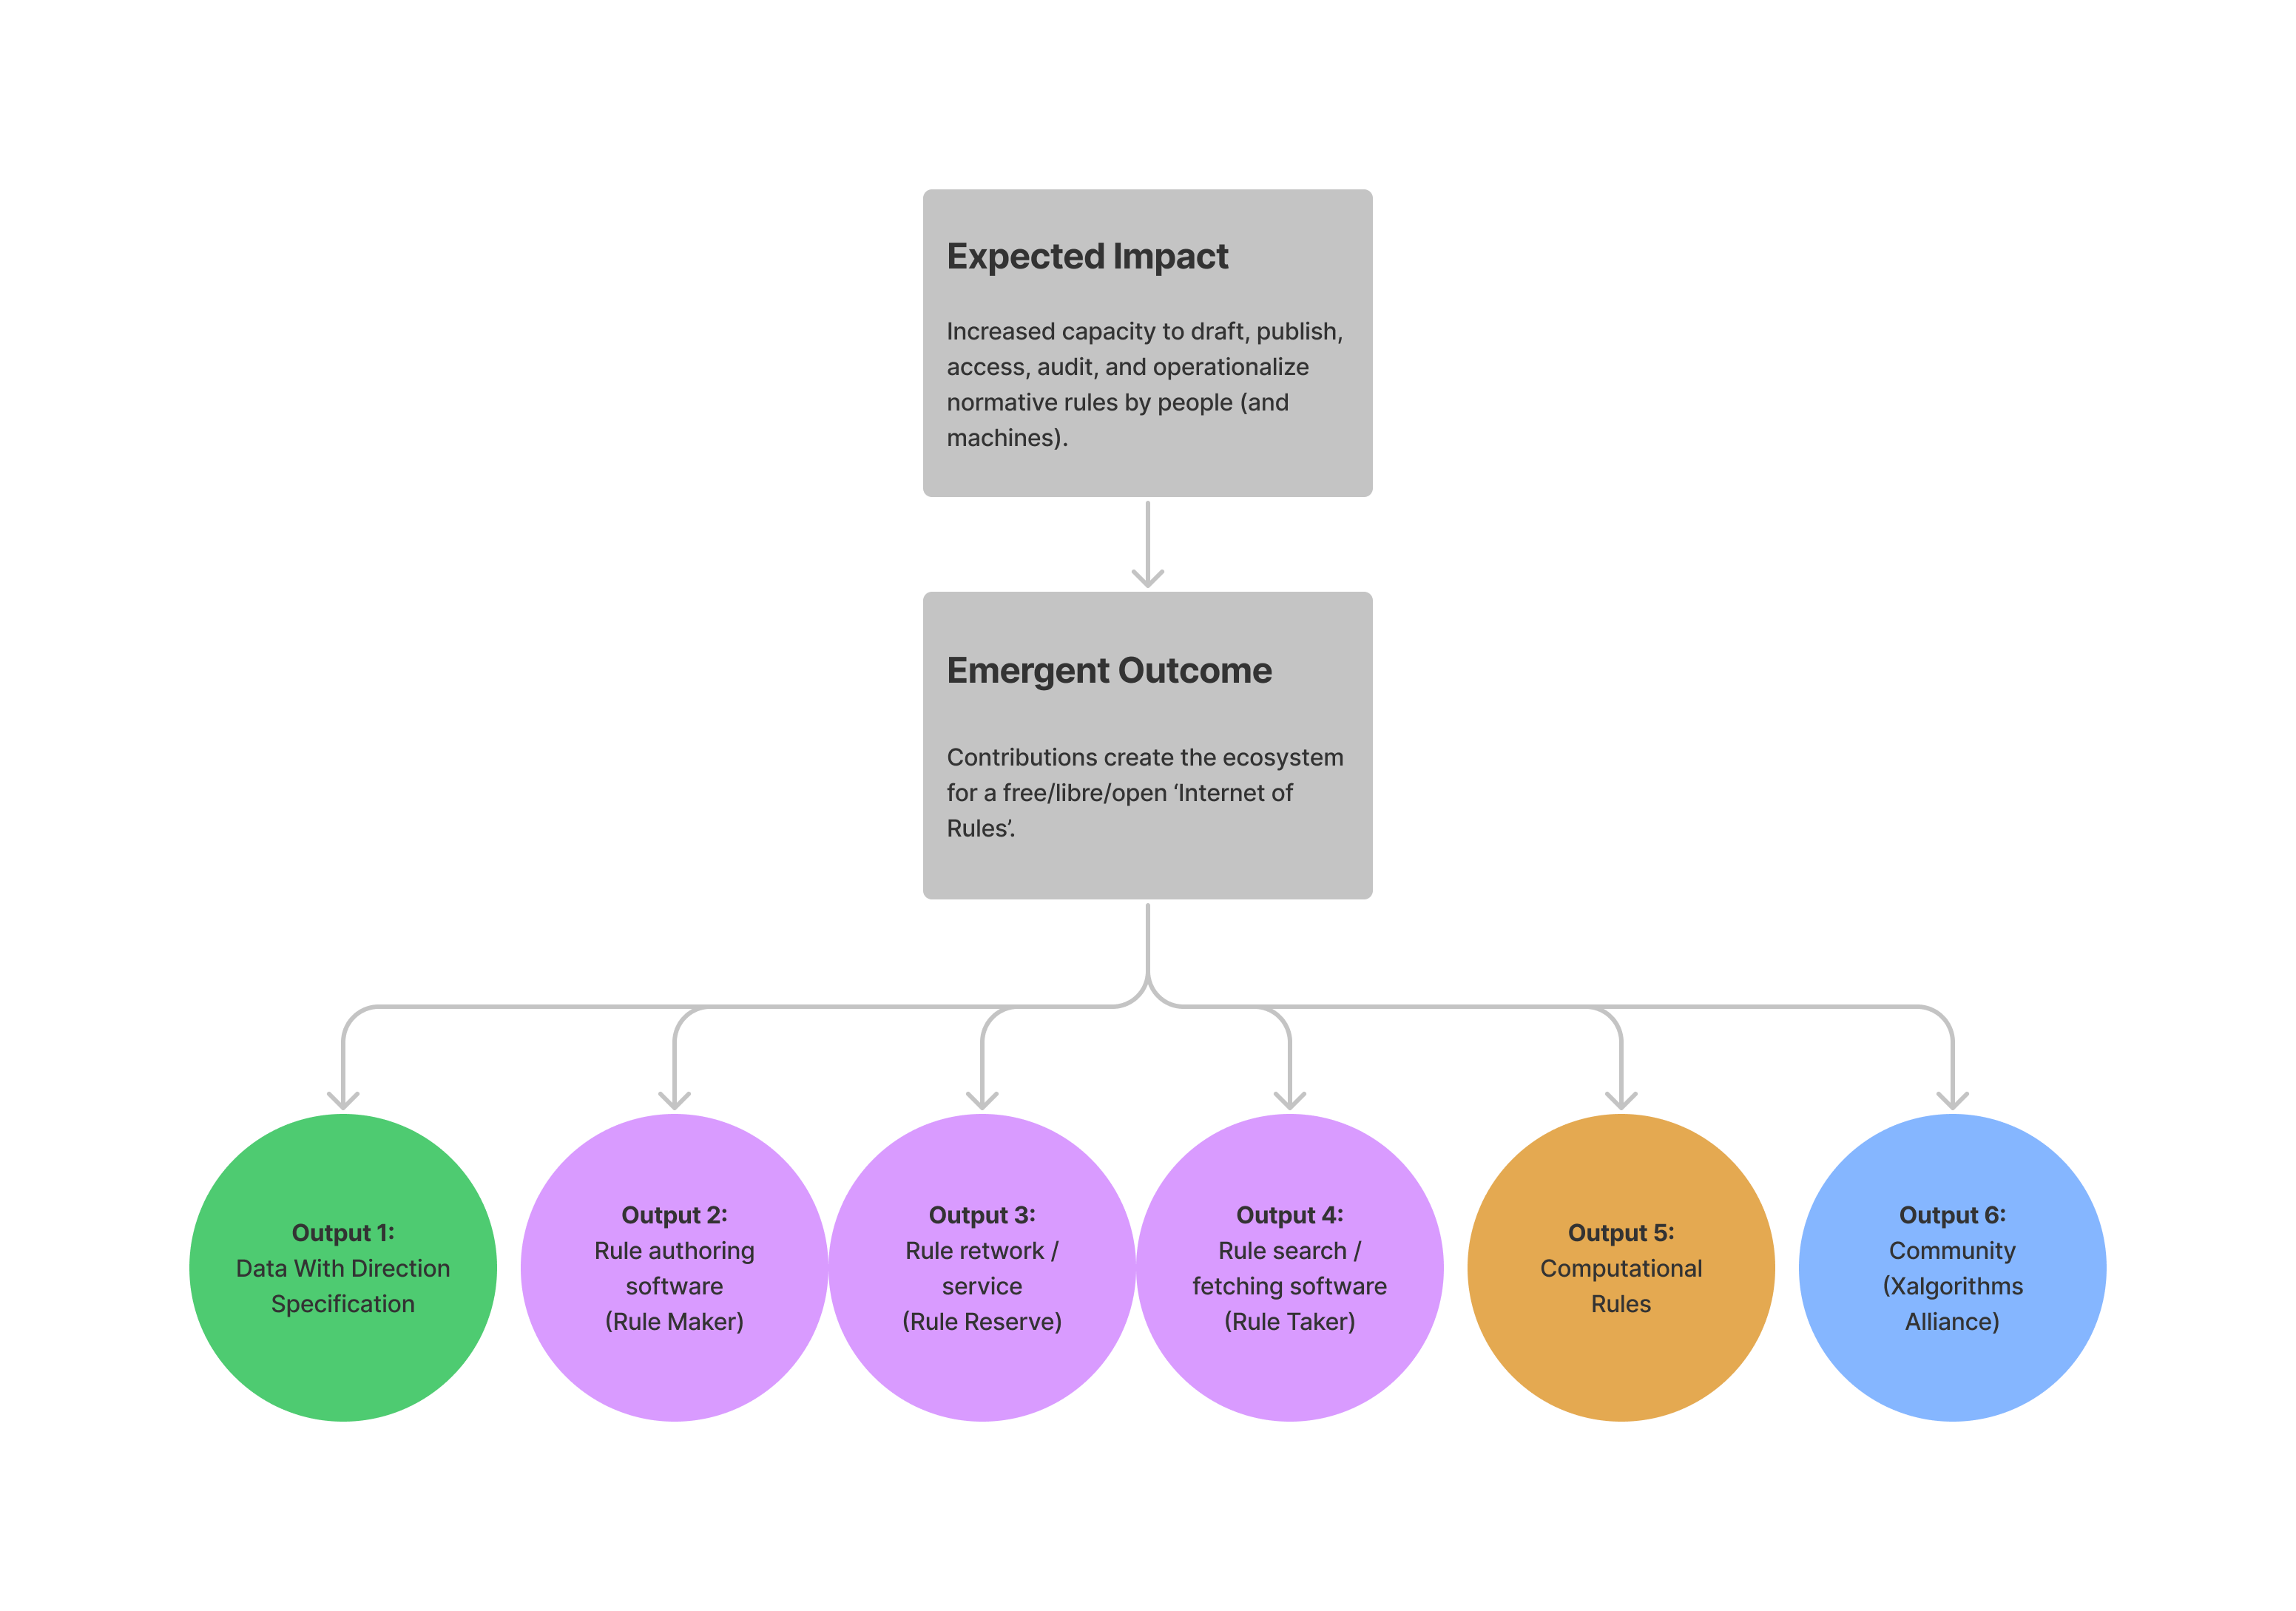 Expected Impact
Increased capacity to draft, publish,
access, audit, and operationalize
normative rules by people (and
machines).
Emergent Outcome
Contributions create the ecosystem
for a free/libre/open ‘Internet of
Rules’.
Output 1:
Data With Direction
Specification
Output 2:
Rule authoring
software
(Rule Maker)
Output 3:
Rule retwork /
service
(Rule Reserve)
Output 4:
Rule search /
fetching software
(Rule Taker)
Output 5:
Computational
Rules
Output 6:
Community
(Xalgorithms
Alliance)